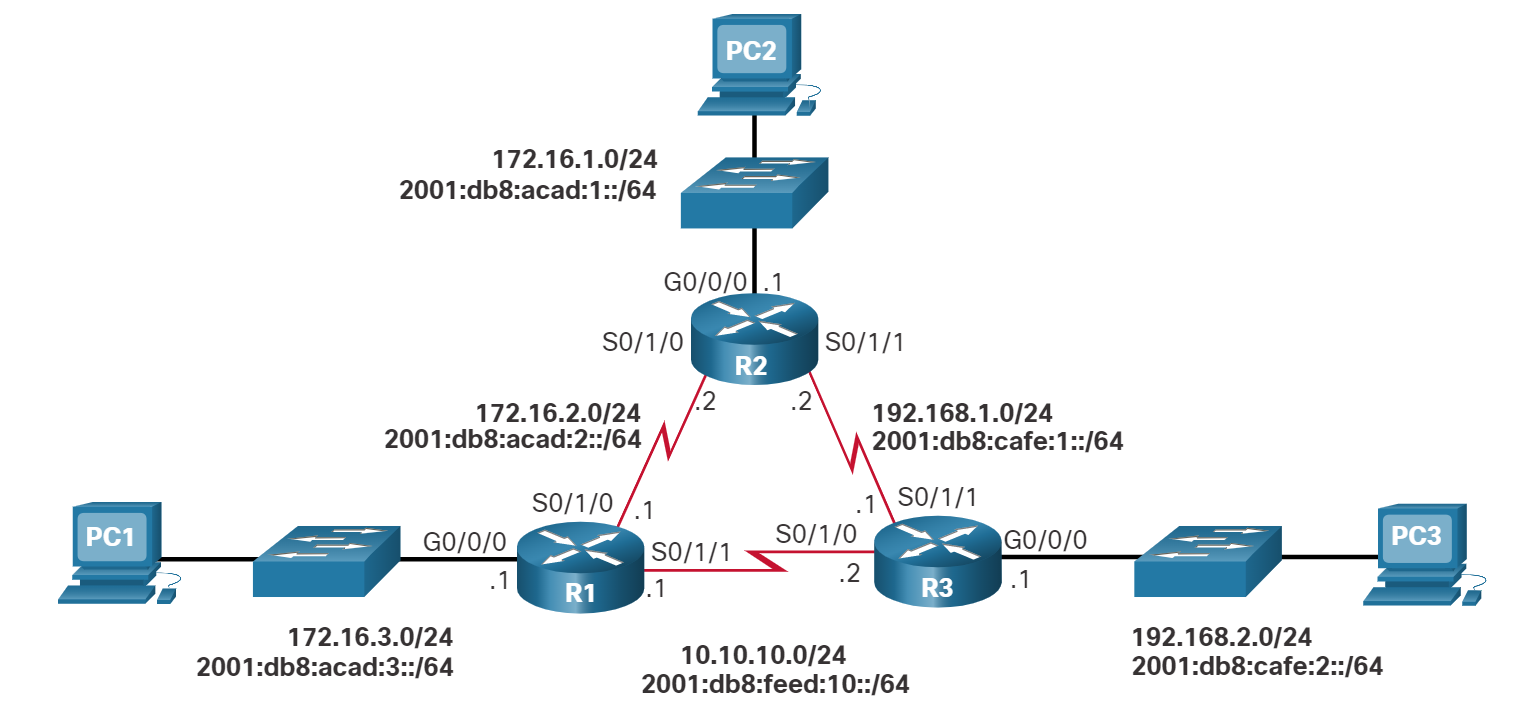 PC2
172.16.1.0/24
2001:db8:acad:1::/64
G0/0/0 .1
S0/1/0
S0/1/1
R2
.2
.2
172.16.2.0/24
2001:db8:acad:2::/64
192.168.1.0/24
2001:db8:cafe:1::/64
S0/1/0
.1
.1
S0/1/1
PC1
G0/0/0
.1
R1
S0/1/1
.1
S0/1/0
.2
R3
G0/0/0
.1
PC3
172.16.3.0/24
2001:db8:acad:3::/64
10.10.10.0/24
2001:db8:feed:10::/64
192.168.2.0/24
2001:db8:cafe:2::/64